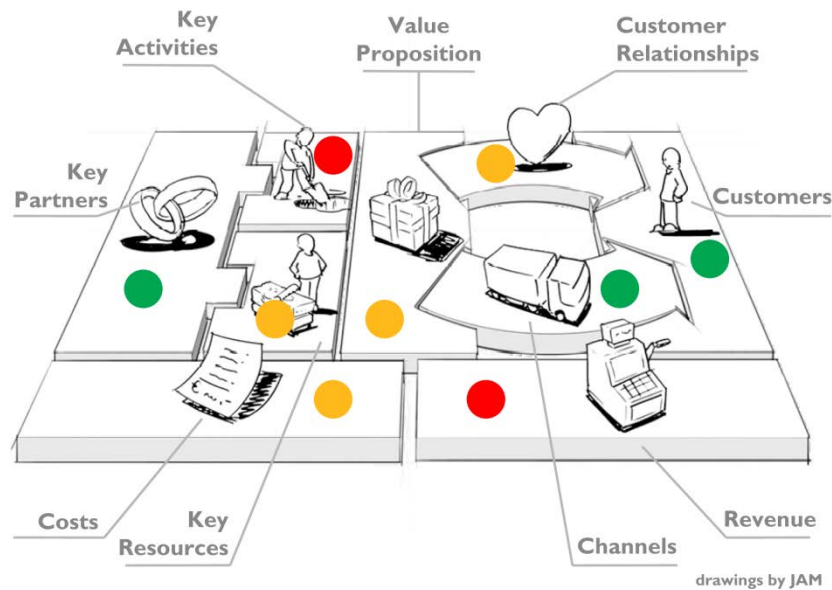 Key
Activities
Value
Proposition
Customer
Relationships
Key
Partners
Customers
Costs
Key
Resources
Channels
Revenue
drawings by JAM